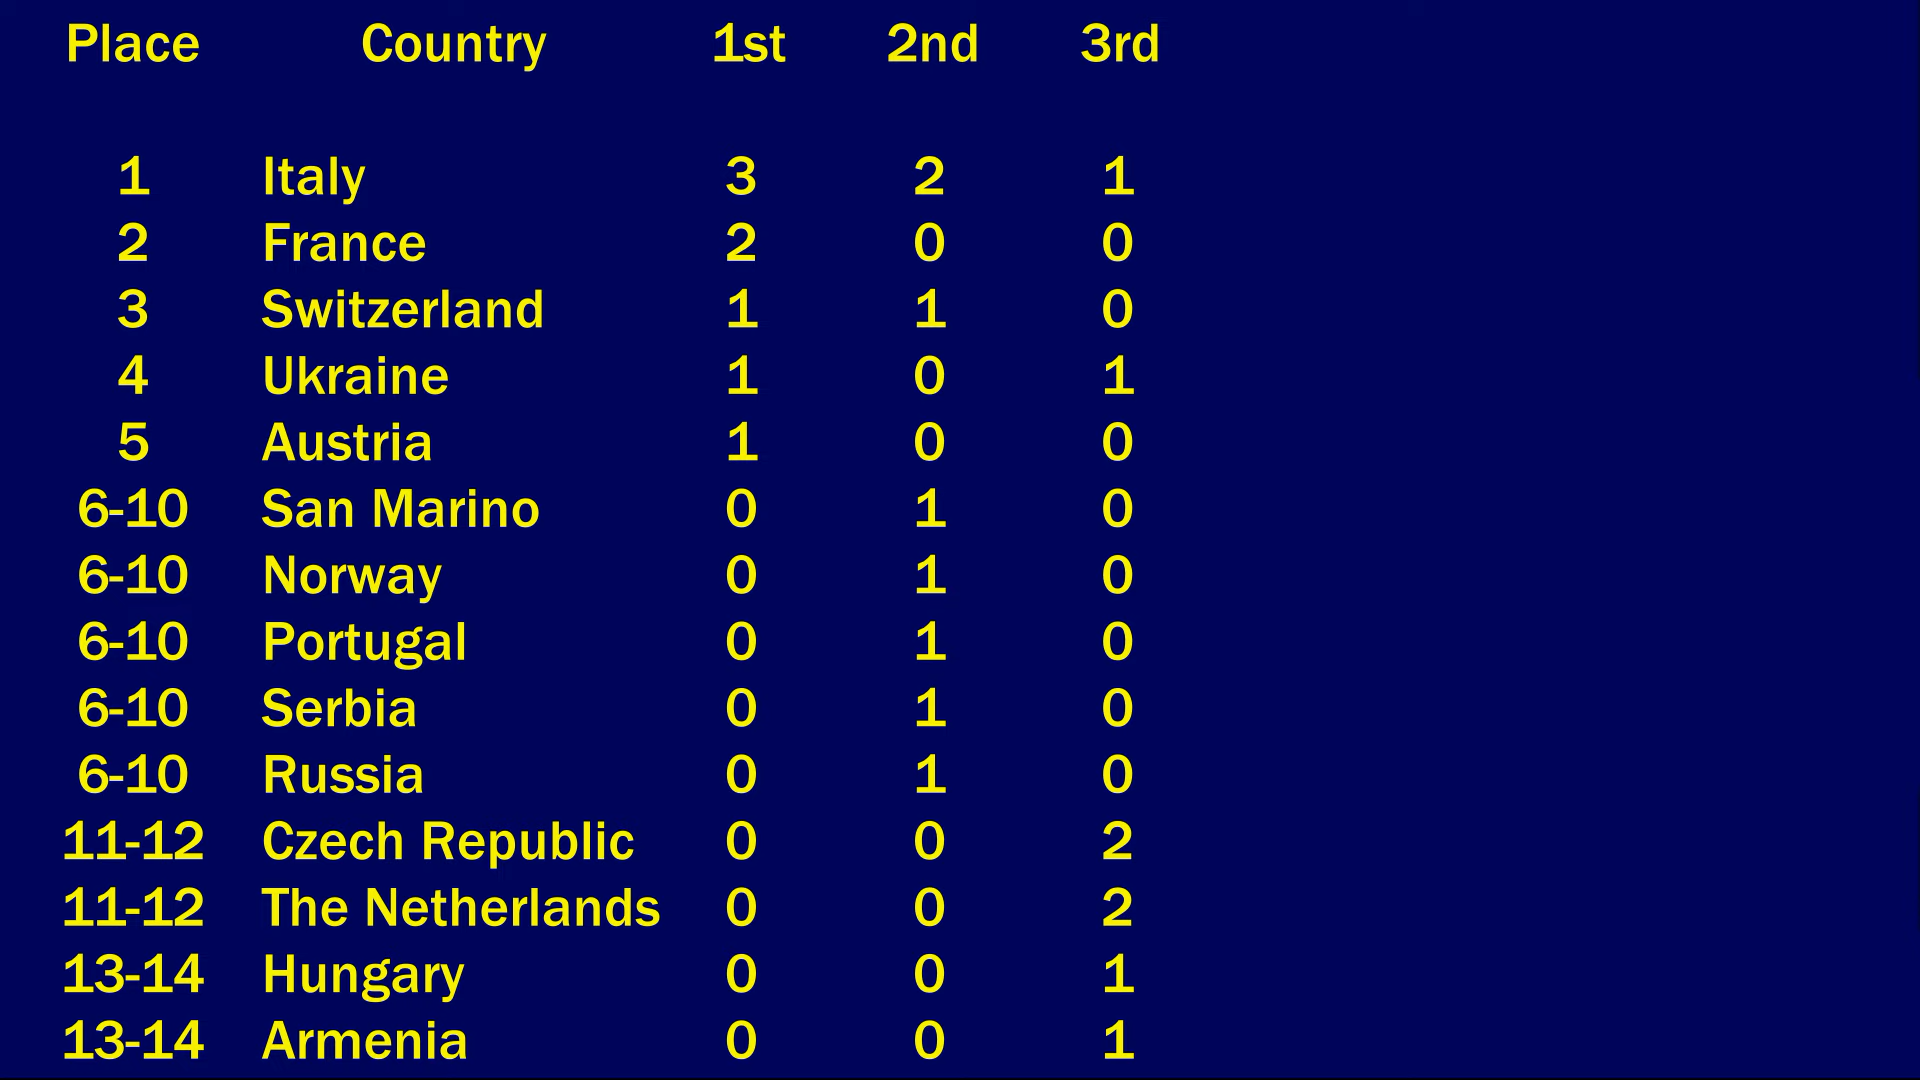 Place Country 1st 2nd 3rd
1 Italy 3 2 1
2 France 2 0 0
3 Switzerland 1 1 0
4 Ukraine 1 0 1
5 Austria 1 0 0
6-10 San Marino 0 1 0
6-10 Norway 0 1 0
6-10 Portugal 0 1 0
6-10 Serbia 0 1 0
6-10 Russia 0 1 0
11-12 Czech Republic 0 0 2
11-12 The Netherlands 0 0 2
13-14 Hungary 0 0 1
13-14 Armenia 0 0 1